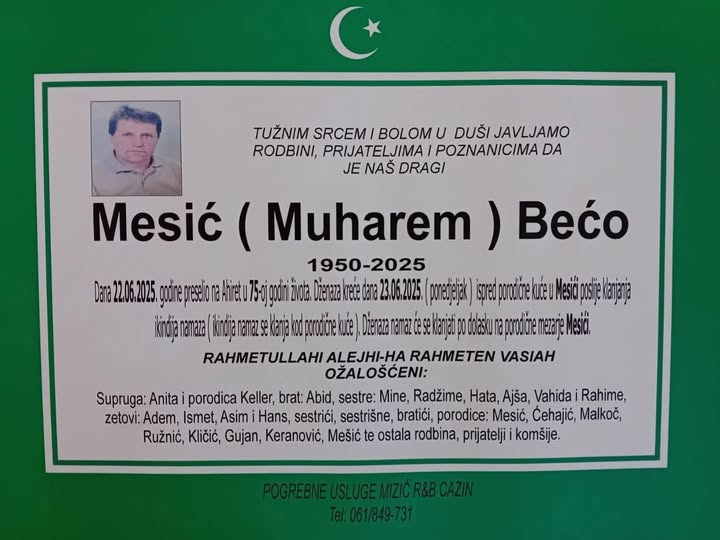 TUŽNIM SRCEM I BOLOM U DUŠI JAVLJAMO
RODBINI, PRIJATELJIMA I POZNANICIMA DA
JE NAŠ DRAGI
Mesić ( Muharem ) Bećo
1950-2025
Dana 22.06.2025. godine preselio na Ahiret u 75-oj godini života. Dženaza kreće dana 23.06.2025. ( ponedjeljak ) ispred porodične kuće u Mesići poslije klanjanja
ikindija namaza ( ikindija namaz se klanja kod porodične kuće ). Dženaza namaz će se klanjati po dolasku na porodične mezarje Mesići.
RAHMETULLAHI ALEJHI-HA RAHMETEN VASIAH
OŽALOŠĆENI:
Supruga: Anita i porodica Keller, brat: Abid, sestre: Mine, Radžime, Hata, Ajša, Vahida i Rahime,
zetovi: Adem, Ismet, Asim i Hans, sestrići, sestrišne, bratići, porodice: Mesić, Ćehajić, Malkoč,
Ružnić, Kličić, Gujan, Keranović, Mešić te ostala rodbina, prijatelji i komšije.
POGREBNE USLUGE MIZIĆ R&B CAZIN
Tel: 061/849-731